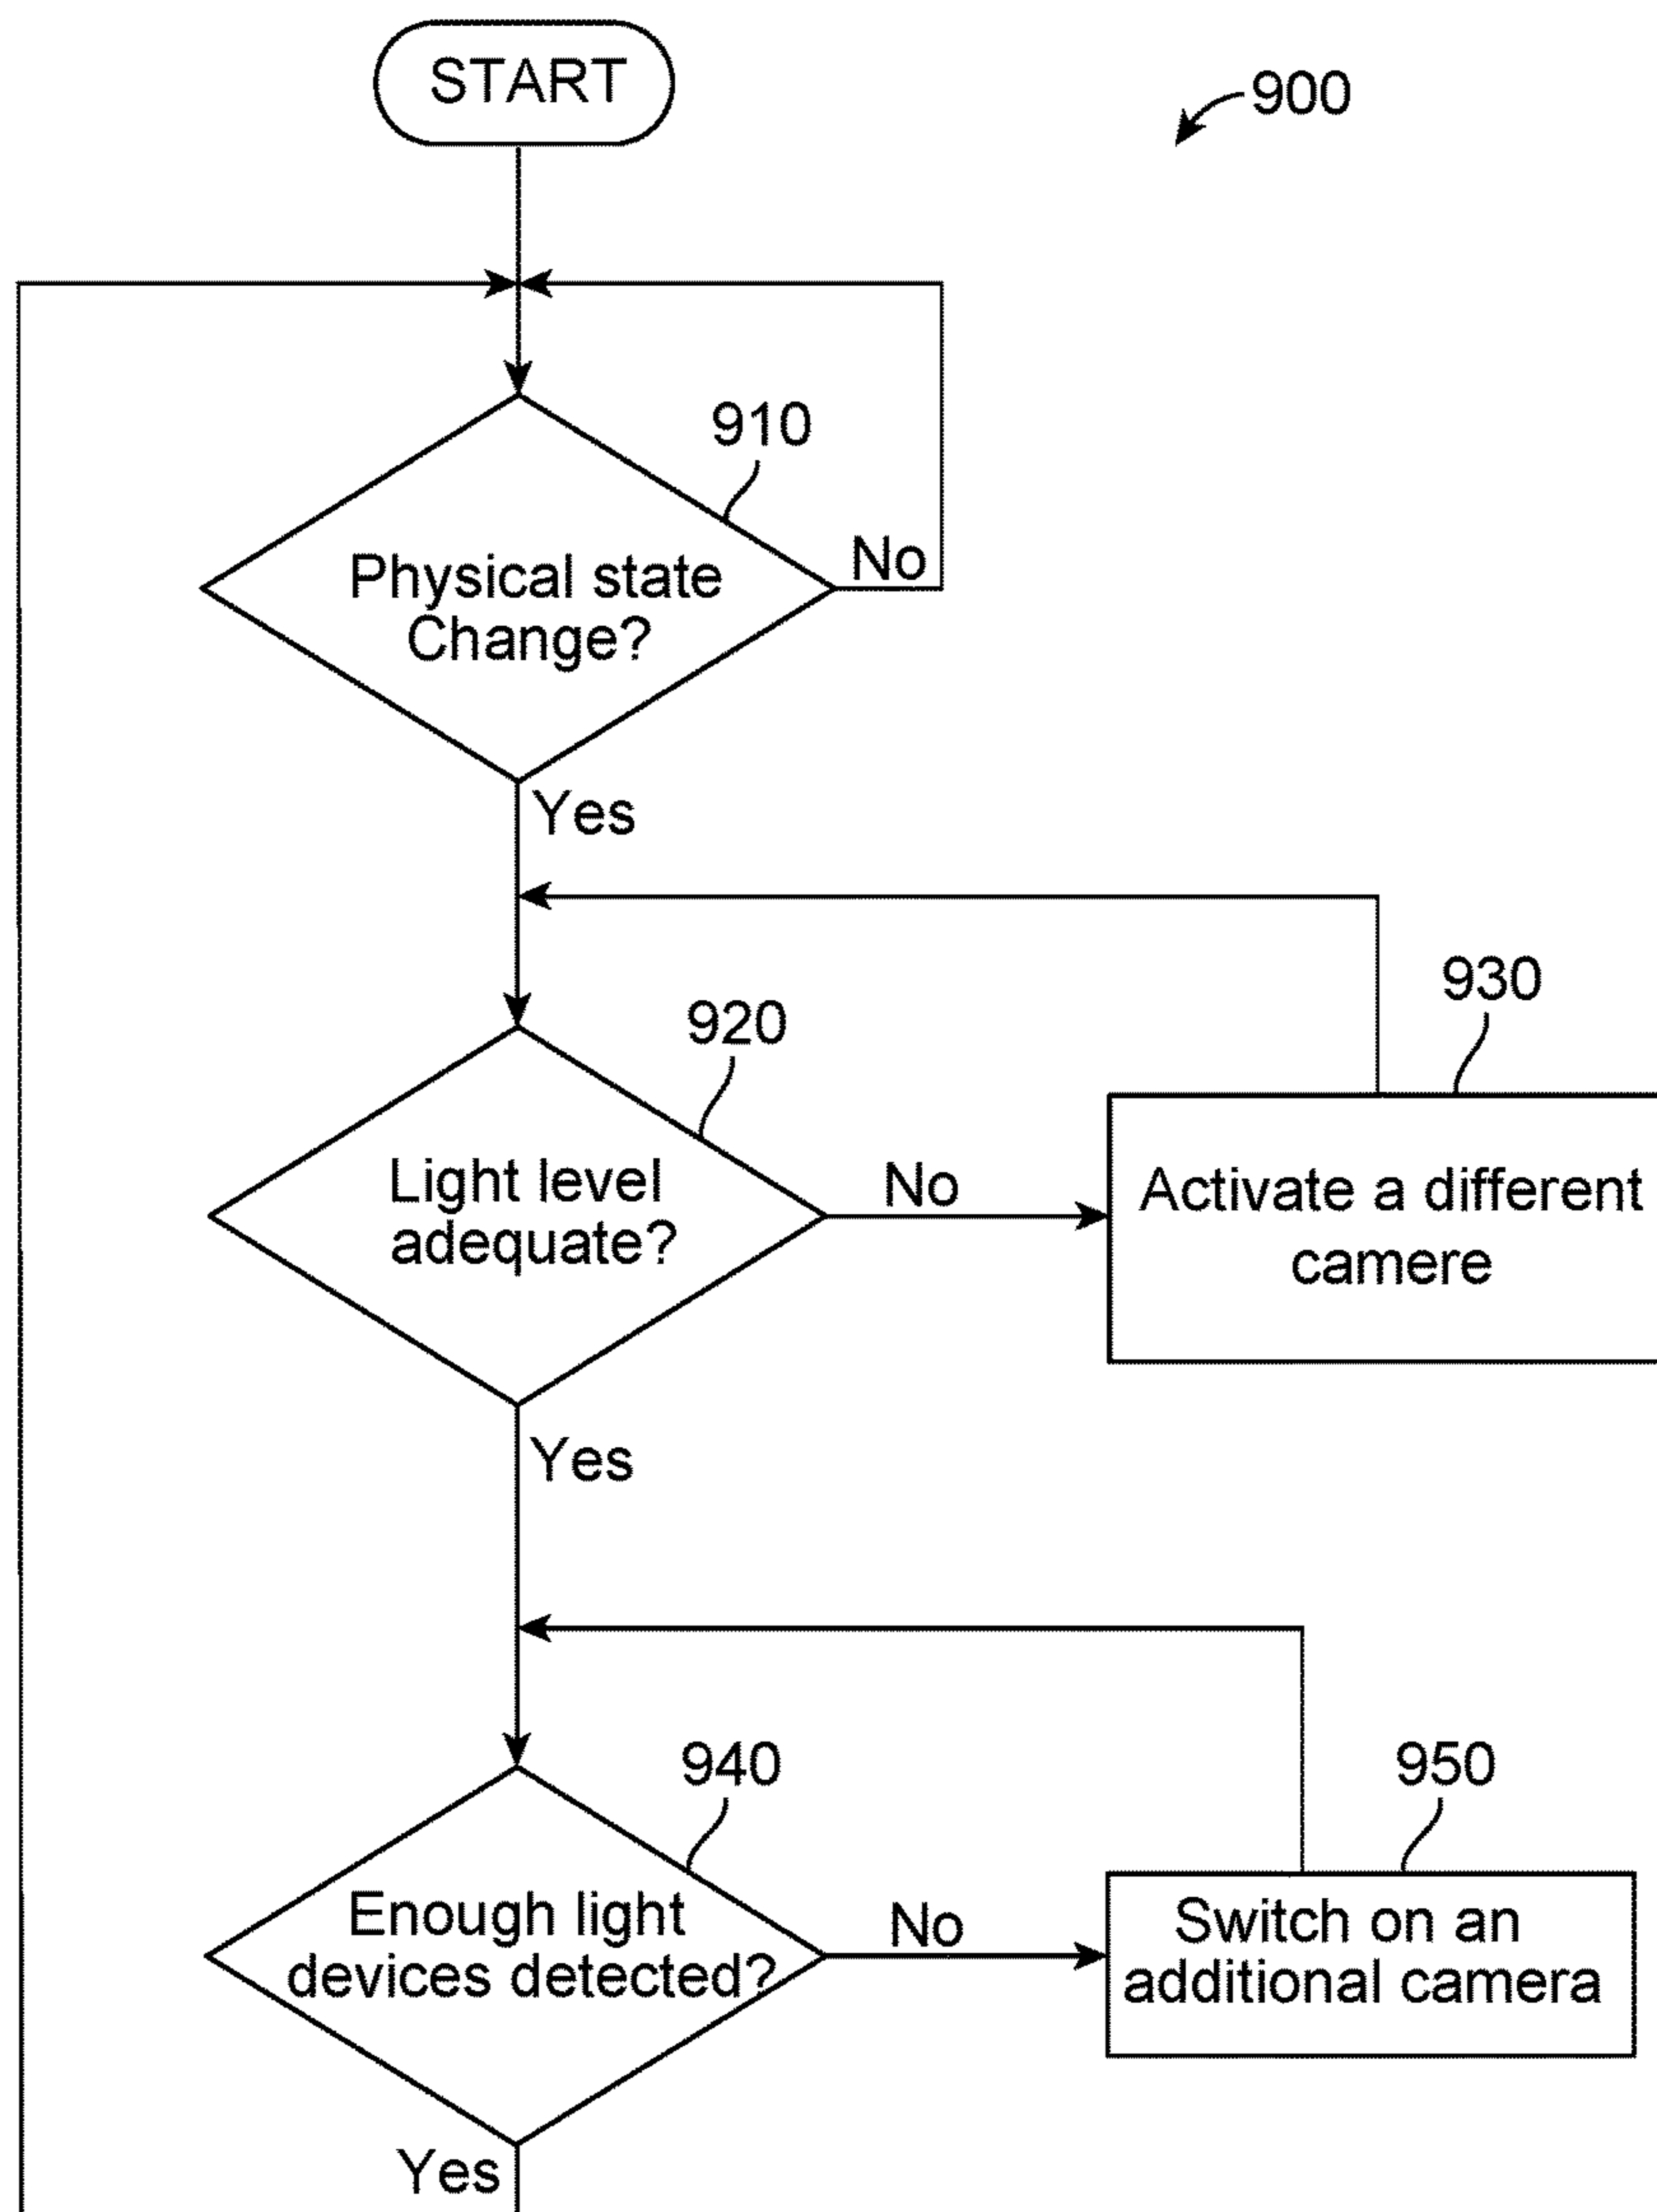 START
900
910
Physical state
Change?
No
Yes
930
920
Light level
adequate?
No
Activate a different
camere
Yes
940
950
Enough light
devices detected?
No
Switch on an
additional camera
Yes